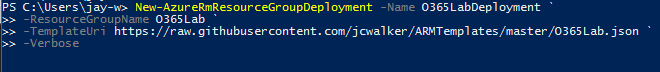 PS C:\Users\jay-w> New-AzureRmResourceGroupDeployment -Name O365LabDeployment `
>> -ResourceGroupName O365Lab `
>> -TemplateUri https://raw.githubusercontent.com/jcwalker/ARMTemplates/master/O365Lab.json `
>> -Verbose